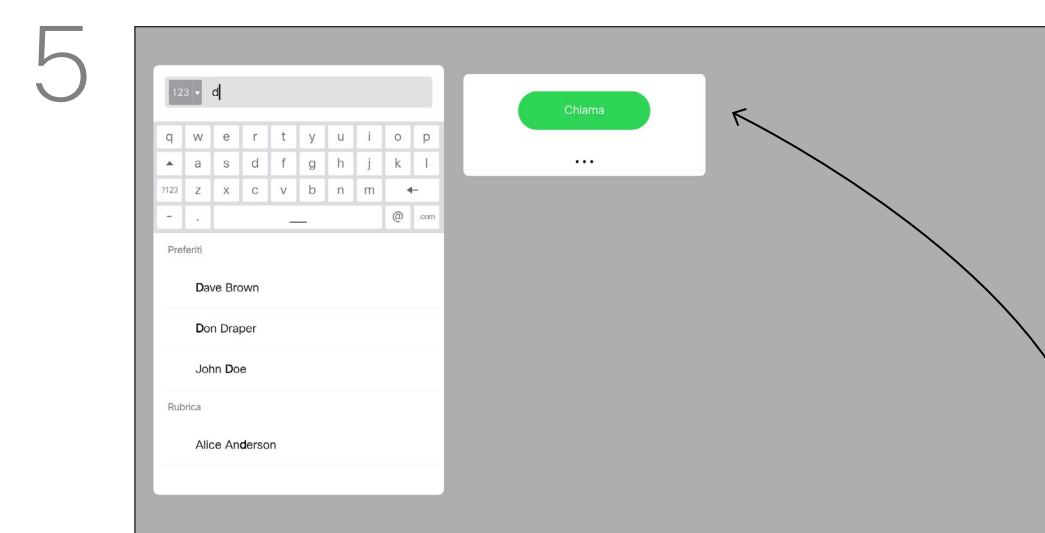 5
123 d
q w e r t y u i o p
a s d f g h j k l
?123 z x c v b n m
- . @ .com
Preferiti
Dave Brown
Don Draper
John Doe
Rubrica
Alice Anderson
Chiama
...